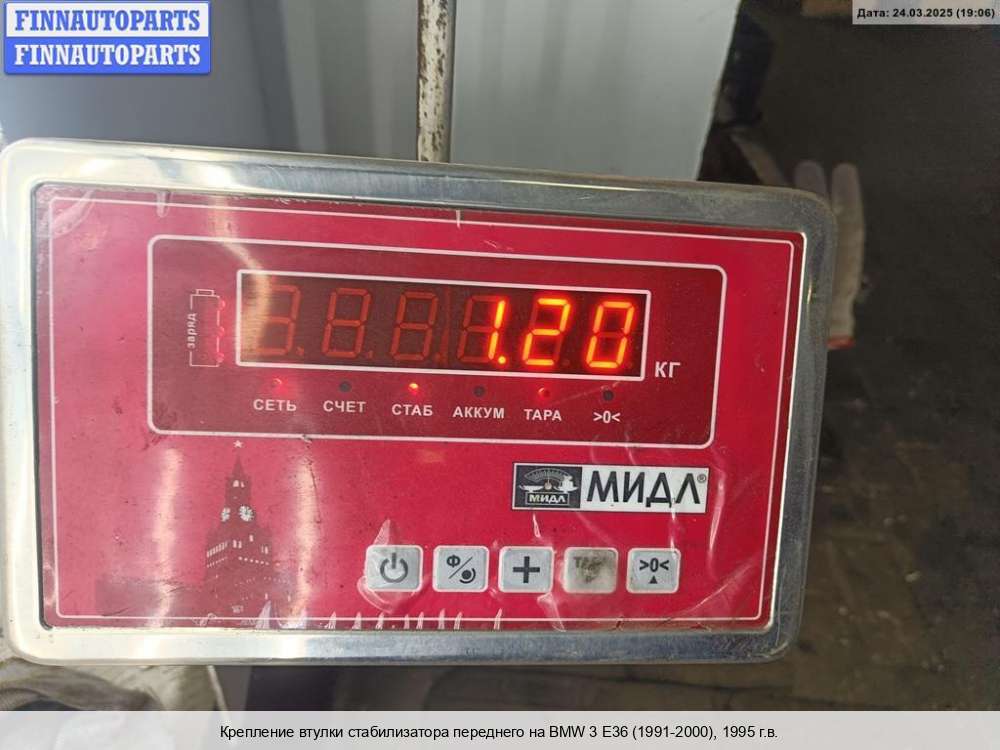 FINNAUTOPARTS
FINNAUTOPARTS
Дата: 24.03.2025 (19:06)
заряд
1.20
КГ
СЕТЬ СЧЕТ СТАБ АККУМ ТАРА >0<
МИДЛ МИДЛ®
Ф/ + >0<
Крепление втулки стабилизатора переднего на BMW 3 E36 (1991-2000), 1995 г.в.